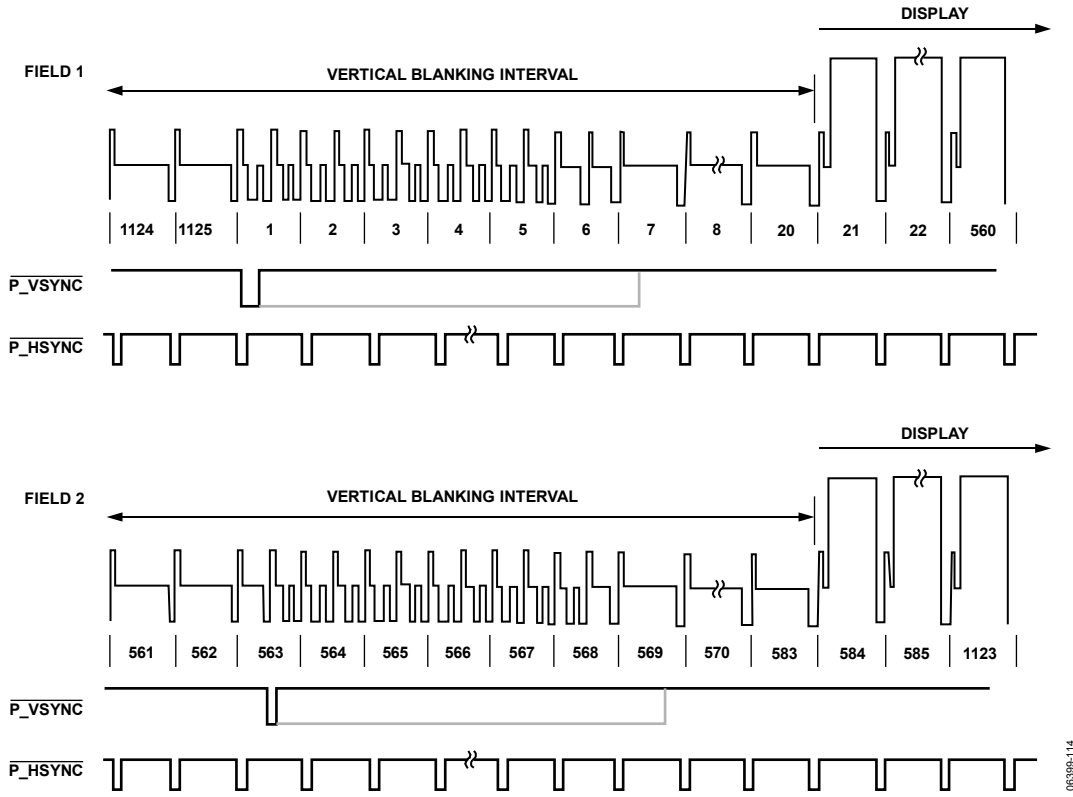 DISPLAY
FIELD 1
VERTICAL BLANKING INTERVAL
1124 1125 1 2 3 4 5 6 7 8 20 21 22 560
P_VSYNC
P_HSYNC
DISPLAY
FIELD 2
VERTICAL BLANKING INTERVAL
561 562 563 564 565 566 567 568 569 570 583 584 585 1123
P_VSYNC
P_HSYNC
06399-114